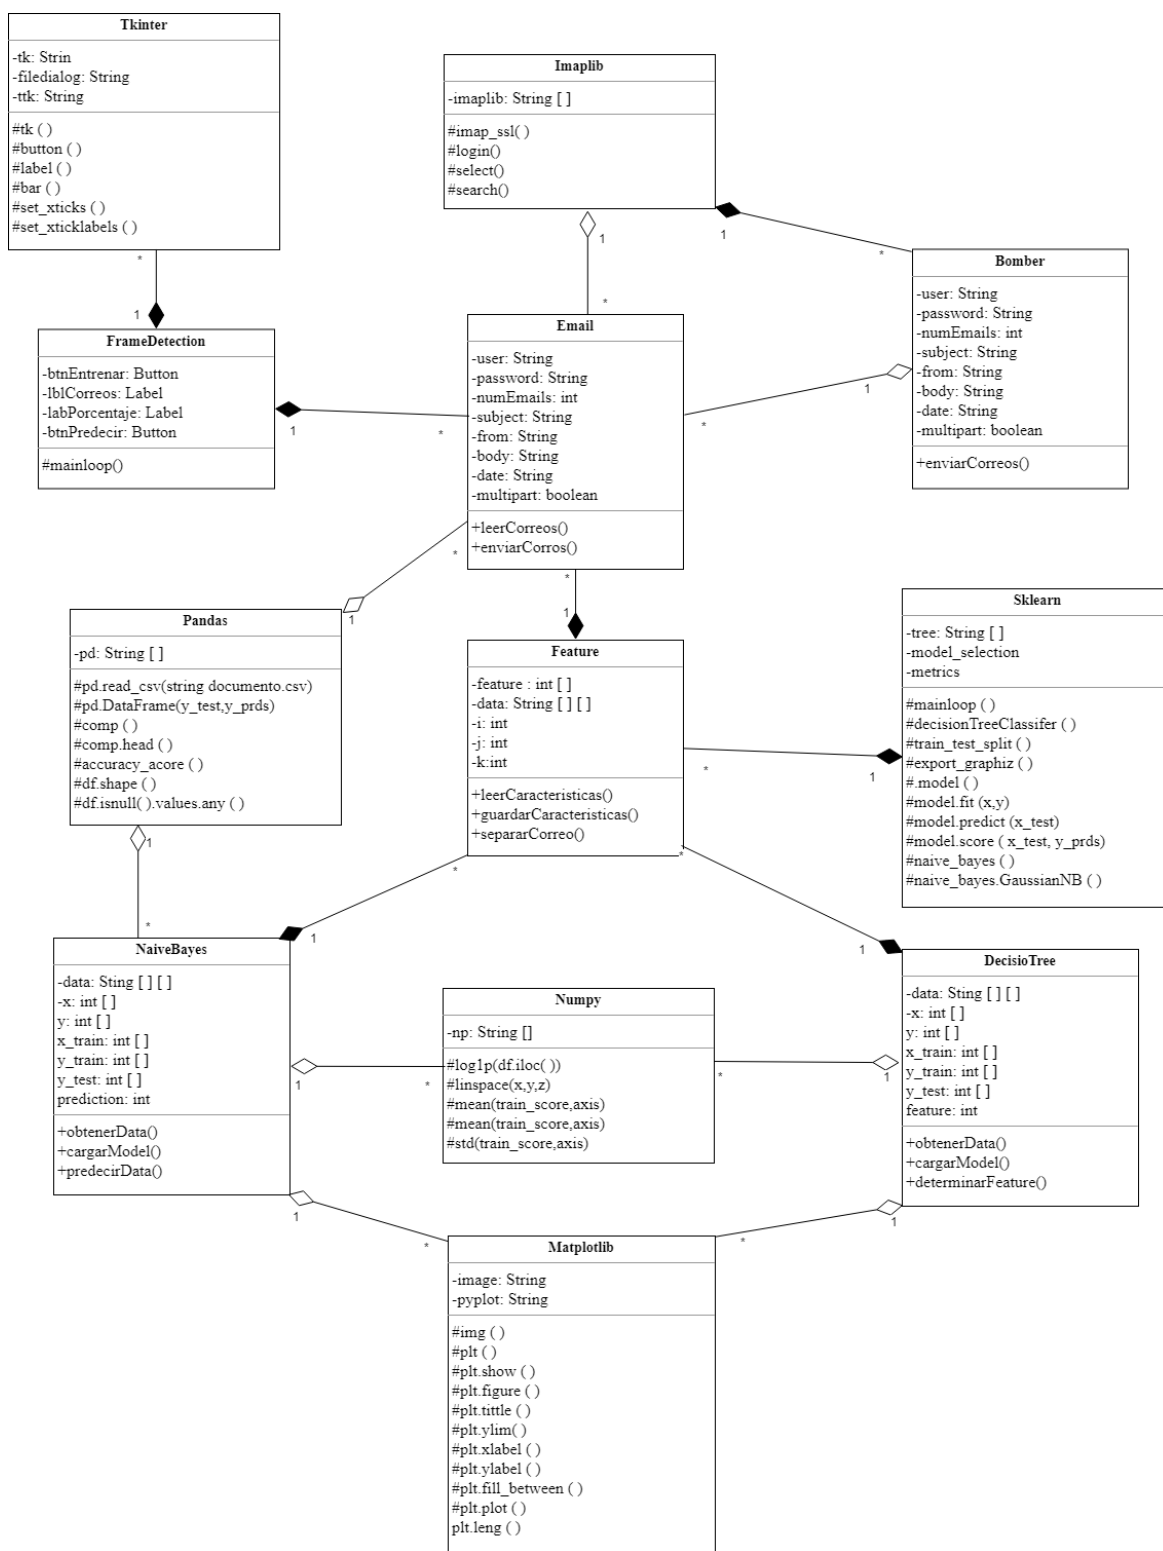 Tkinter
-tk: Strin
-filedialog: String
-ttk: String
#tk ( )
#button ( )
#label ( )
#bar ( )
#set_xticks ( )
#set_xticklabels ( )
*
1
Imaplib
-imaplib: String [ ]
#imap_ssl( )
#login()
#select()
#search()
1
*
1
*
Bomber
-user: String
-password: String
-numEmails: int
-subject: String
-from: String
-body: String
-date: String
-multipart: boolean
+enviarCorreos()
1
*
FrameDetection
-btnEntrenar: Button
-lblCorreos: Label
-labPorcentaje: Label
-btnPredecir: Button
#mainloop()
1
*
Email
-user: String
-password: String
-numEmails: int
-subject: String
-from: String
-body: String
-date: String
-multipart: boolean
+leerCorreos()
+enviarCorros()
*
1
*
1
Pandas
-pd: String [ ]
#pd.read_csv(string documento.csv)
#pd.DataFrame(y_test,y_prds)
#comp ( )
#comp.head ( )
#accuracy_acore ( )
#df.shape ( )
#df.isnull( ).values.any ( )
1
*
Feature
-feature : int [ ]
-data: String [ ] [ ]
-i: int
-j: int
-k:int
+leerCaracteristicas()
+guardarCaracteristicas()
+separarCorreo()
*
1
*
1
*
1
Sklearn
-tree: String [ ]
-model_selection
-metrics
#mainloop ( )
#decisionTreeClassifer ( )
#train_test_split ( )
#export_graphiz ( )
#.model ( )
#model.fit (x,y)
#model.predict (x_test)
#model.score ( x_test, y_prds)
#naive_bayes ( )
#naive_bayes.GaussianNB ( )
NaiveBayes
-data: Sting [ ] [ ]
-x: int [ ]
y: int [ ]
x_train: int [ ]
y_train: int [ ]
y_test: int [ ]
prediction: int
+obtenerData()
+cargarModel()
+predecirData()
1
*
1
*
Numpy
-np: String []
#log1p(df.iloc( ))
#linspace(x,y,z)
#mean(train_score,axis)
#mean(train_score,axis)
#std(train_score,axis)
*
1
DecisioTree
-data: Sting [ ] [ ]
-x: int [ ]
y: int [ ]
x_train: int [ ]
y_train: int [ ]
y_test: int [ ]
feature: int
+obtenerData()
+cargarModel()
+determinarFeature()
1
*
Matplotlib
-image: String
-pyplot: String
#img ( )
#plt ( )
#plt.show ( )
#plt.figure ( )
#plt.tittle ( )
#plt.ylim( )
#plt.xlabel ( )
#plt.ylabel ( )
#plt.fill_between ( )
#plt.plot ( )
plt.leng ( )